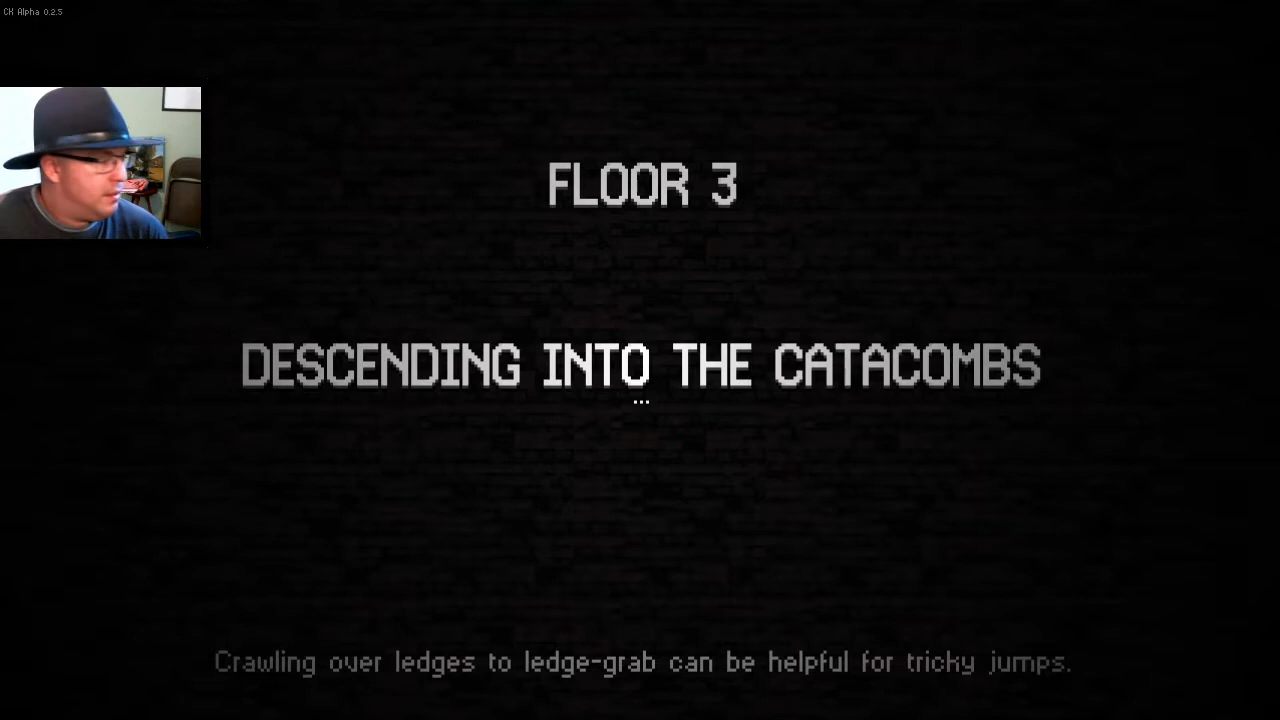 CK Alpha 0.2.5
FLOOR 3
DESCENDING INTO THE CATACOMBS
...
Crawling over ledges to ledge-grab can be helpful for tricky jumps.